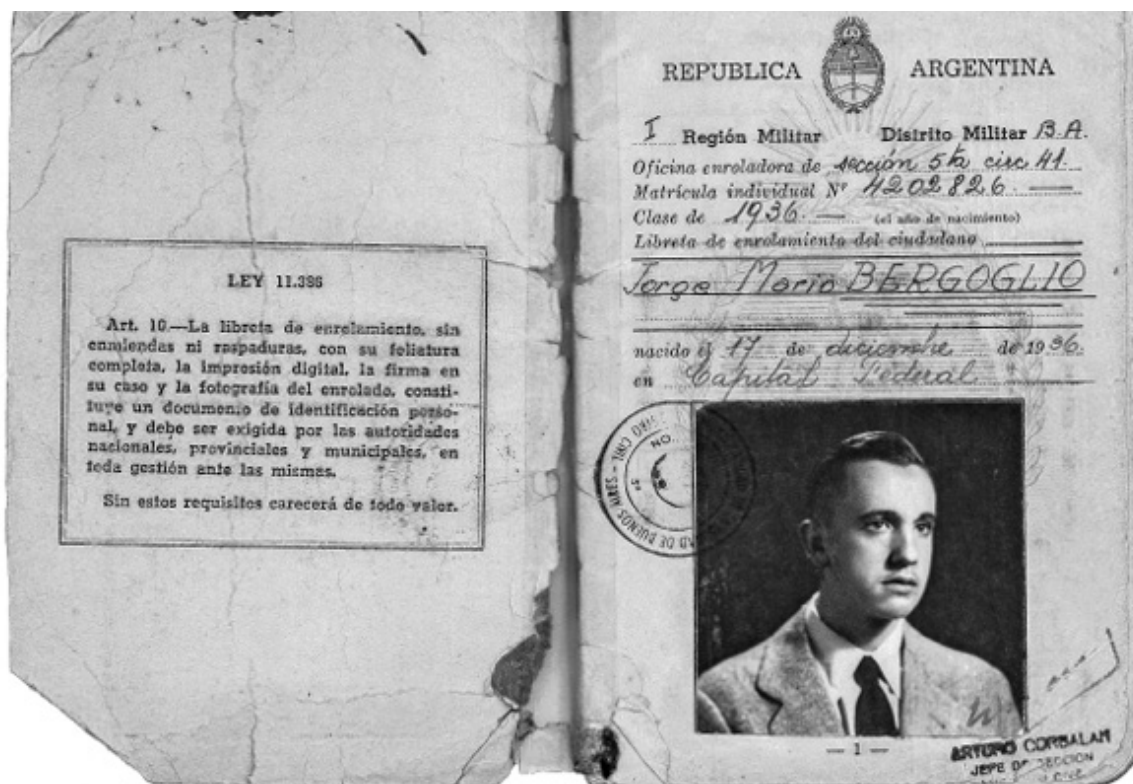 LEY 11.386
Art. 10.—La libreta de enrolamiento, sin
enmiendas ni raspaduras, con su foliatura
completa, la impresión digital, la firma en
su caso y la fotografía del enrolado, consti-
tuye un documento de identificación perso-
nal, y debe ser exigida por las autoridades
nacionales, provinciales y municipales, en
toda gestión ante las mismas.
Sin estos requisitos carecerá de todo valor.
REPUBLICA ARGENTINA
I Región Militar Distrito Militar B.A.
Oficina enroladora de sección 5ta circ 41.
Matrícula individual Nº 4202826.
Clase de 1936.— (el año de nacimiento)
Libreta de enrolamiento del ciudadano
Jorge Mario BERGOGLIO
nacido el 17 de diciembre de 1936.
en Capital Federal
DE BUENOS AIRES -
— 1 —
ARTURO CORBALAN
JEFE DE SECCION